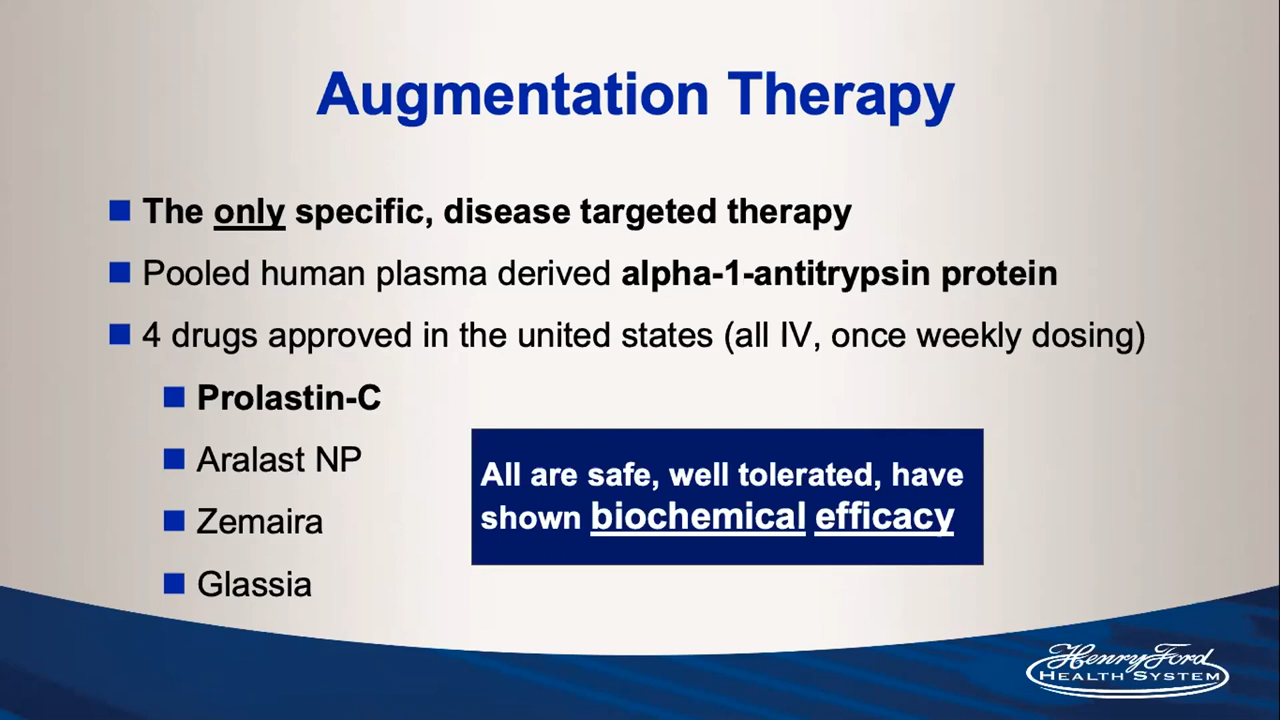 Augmentation Therapy
The only specific, disease targeted therapy
Pooled human plasma derived alpha-1-antitrypsin protein
4 drugs approved in the united states (all IV, once weekly dosing)
Prolastin-C
Aralast NP
Zemaira
Glassia
All are safe, well tolerated, have
shown biochemical efficacy
Henry Ford
HEALTH SYSTEM